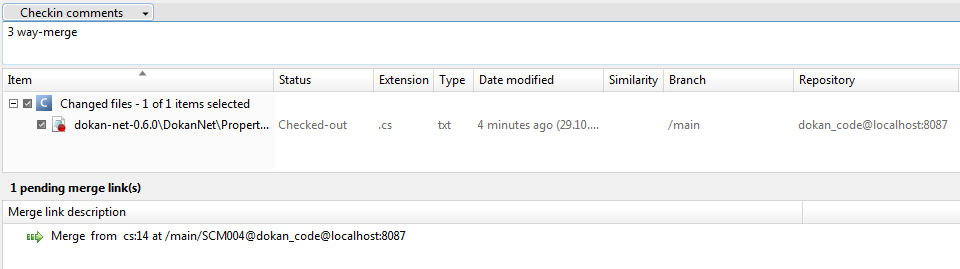 Checkin comments
3 way-merge
Item Status Extension Type Date modified Similarity Branch Repository
C Changed files - 1 of 1 items selected
dokan-net-0.6.0\DokanNet\Propert... Checked-out .cs txt 4 minutes ago (29.10.... /main dokan_code@localhost:8087
1 pending merge link(s)
Merge link description
Merge from cs:14 at /main/SCM004@dokan_code@localhost:8087